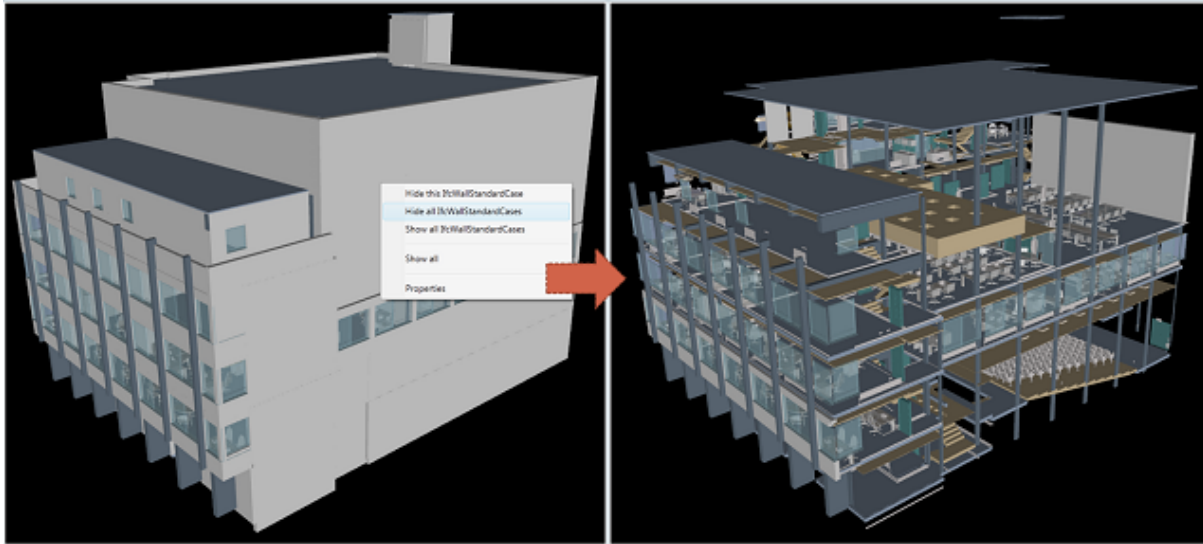 Hide this IfcWallStandardCase
Hide all IfcWallStandardCases
Show all IfcWallStandardCases
Show all
Properties